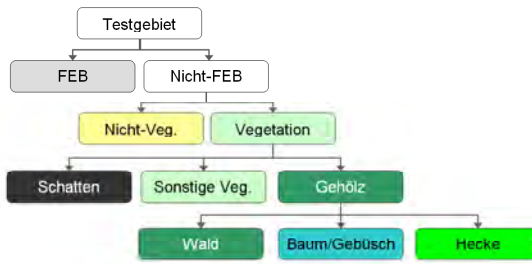 Testgebiet
FEB
Nicht-FEB
Nicht-Veg.
Vegetation
Schatten
Sonstige Veg.
Gehölz
Wald
Baum/Gebüsch
Hecke